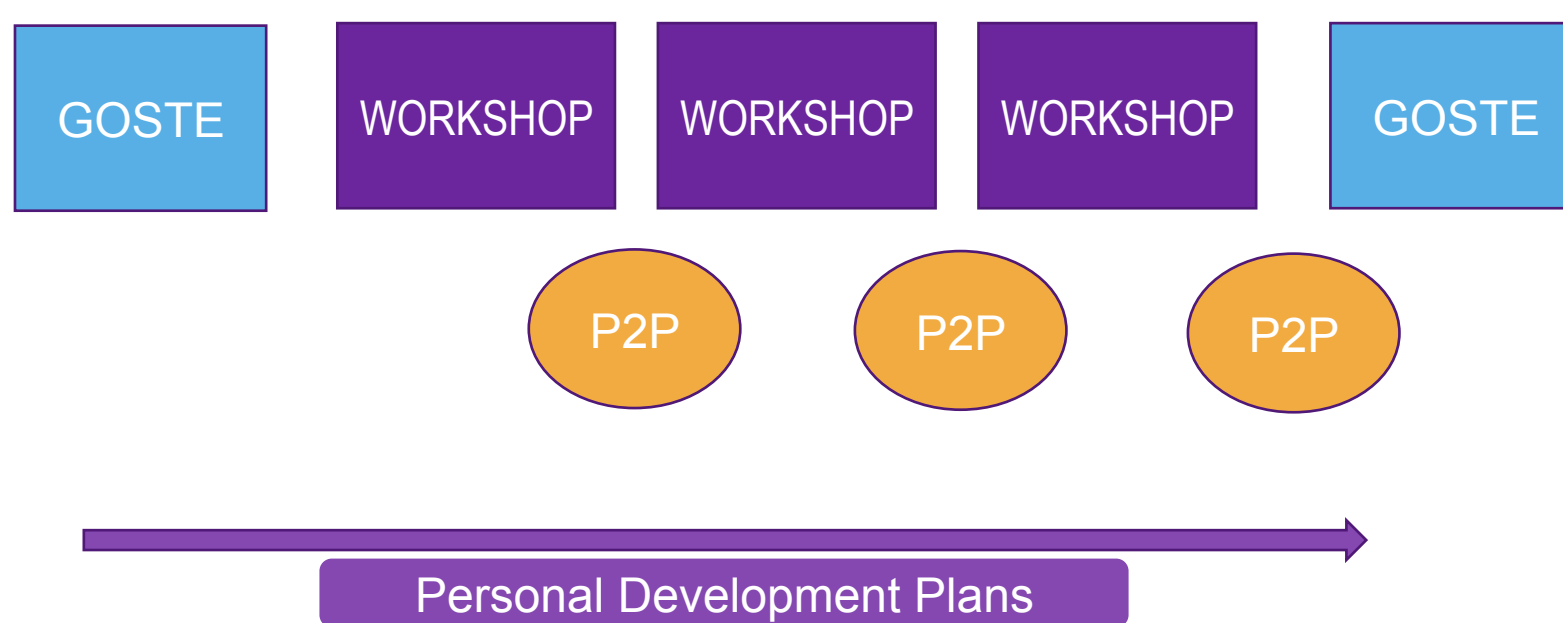 GOSTE
WORKSHOP
WORKSHOP
WORKSHOP
GOSTE
P2P
P2P
P2P
Personal Development Plans